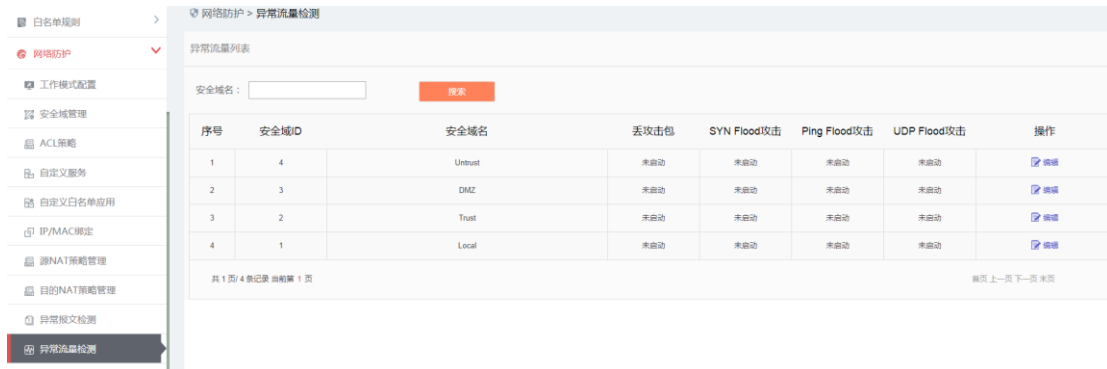 白名单规则
网络防护
工作模式配置
安全域管理
ACL策略
自定义服务
自定义白名单应用
IP/MAC绑定
源NAT策略管理
目的NAT策略管理
异常报文检测
异常流量检测
网络防护 > 异常流量检测
异常流量列表
安全域名： 搜索
序号 安全域ID 安全域名 丢攻击包 SYN Flood攻击 Ping Flood攻击 UDP Flood攻击 操作
1 4 Untrust 未启动 未启动 未启动 未启动 编辑
2 3 DMZ 未启动 未启动 未启动 未启动 编辑
3 2 Trust 未启动 未启动 未启动 未启动 编辑
4 1 Local 未启动 未启动 未启动 未启动 编辑
共 1 页/ 4 条记录 当前第 1 页 首页 上一页 下一页 末页